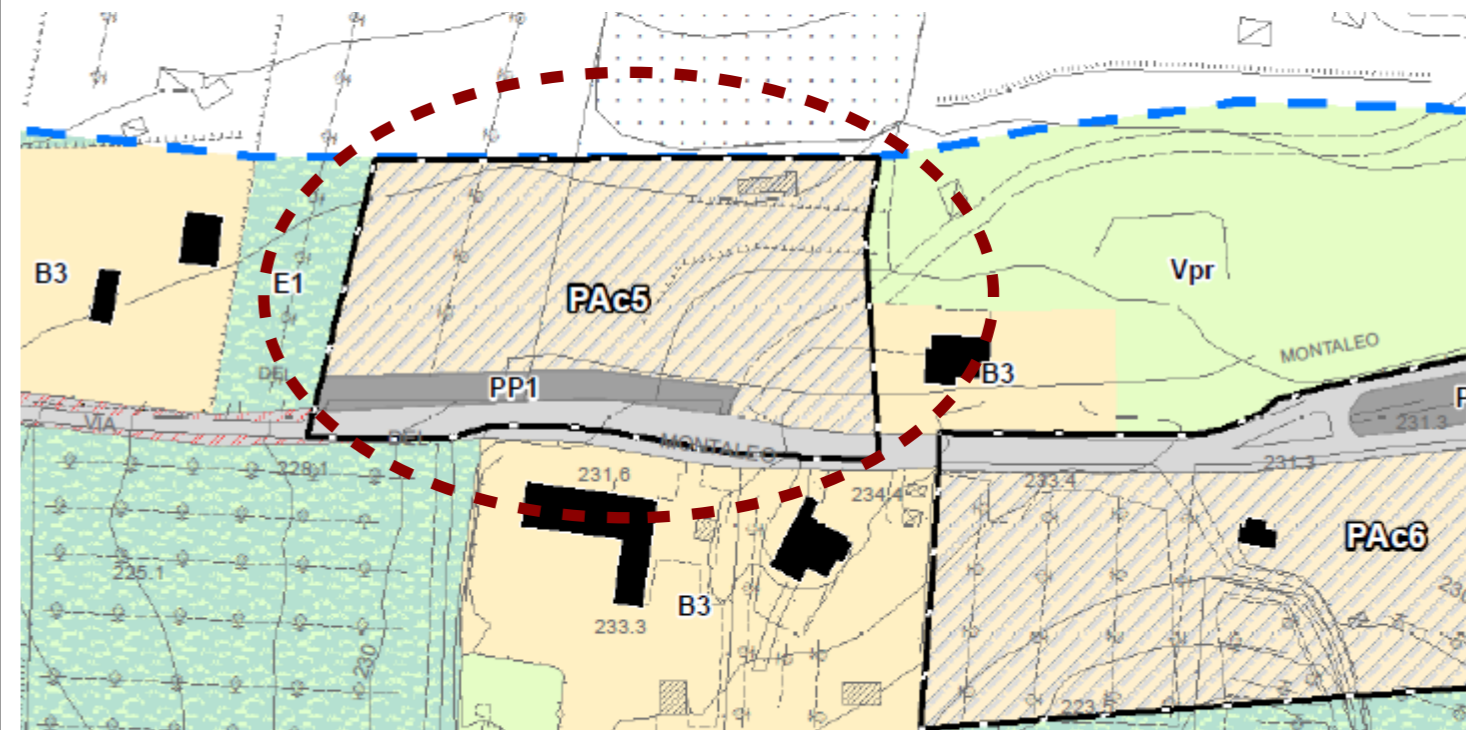 B3
E1
PAc5
Vpr
MONTALEO
B3
DEL
PP1
P
231.3
VIA
DEL
MONTALEO
231.3
228.1
231,6
234.4
233.4
PAc6
225.1
B3
233.3
230
223.5